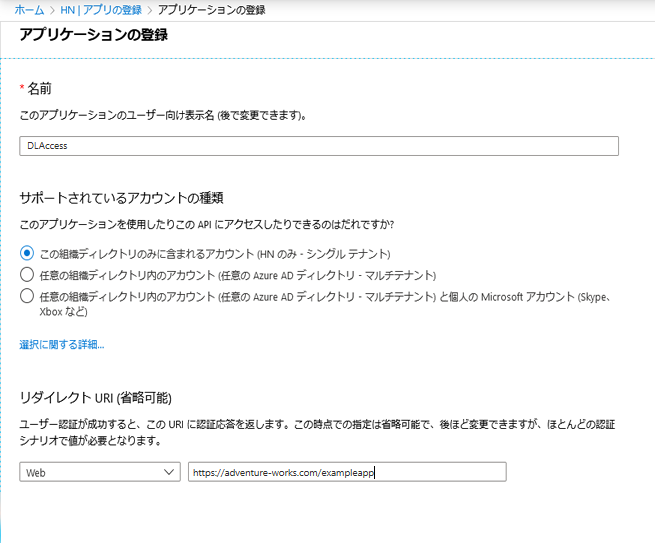 ホーム > HN | アプリの登録 > アプリケーションの登録
アプリケーションの登録
* 名前
このアプリケーションのユーザー向け表示名 (後で変更できます)。
DLAccess
サポートされているアカウントの種類
このアプリケーションを使用したりこの API にアクセスしたりできるのはだれですか?
この組織ディレクトリのみに含まれるアカウント (HN のみ - シングル テナント)
任意の組織ディレクトリ内のアカウント (任意の Azure AD ディレクトリ - マルチテナント)
任意の組織ディレクトリ内のアカウント (任意の Azure AD ディレクトリ - マルチテナント) と個人の Microsoft アカウント (Skype、
Xbox など)
選択に関する詳細...
リダイレクト URI (省略可能)
ユーザー認証が成功すると、この URI に認証応答を返します。この時点での指定は省略可能で、後ほど変更できますが、ほとんどの認証
シナリオで値が必要となります。
Web
https://adventure-works.com/exampleapp